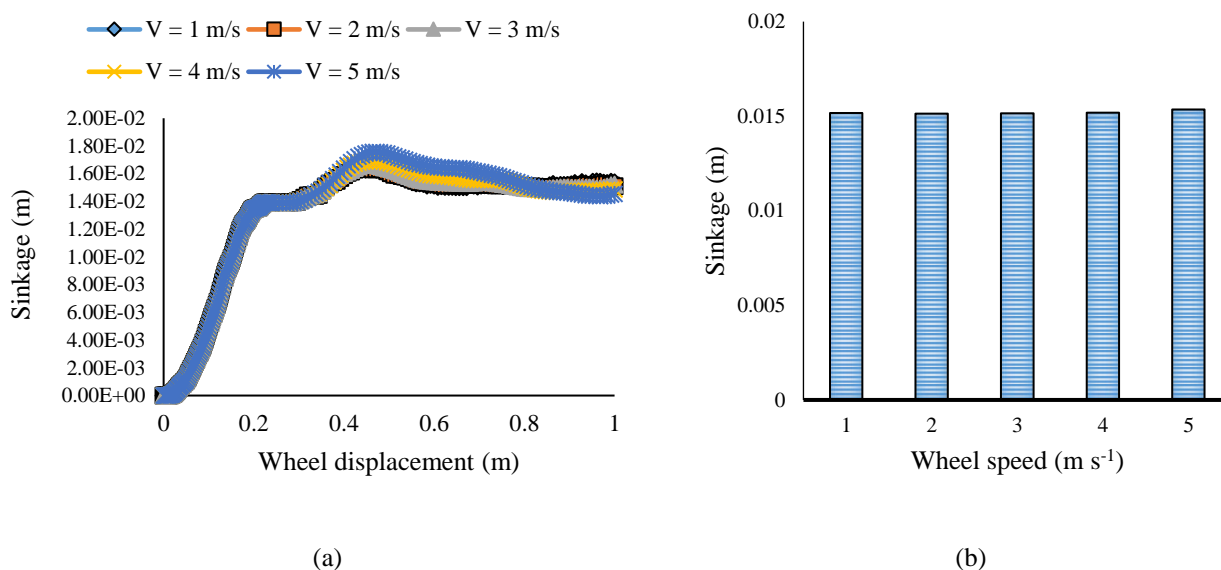 V = 1 m/s V = 2 m/s V = 3 m/s
V = 4 m/s V = 5 m/s
2.00E-02
1.80E-02
1.60E-02
1.40E-02
1.20E-02
1.00E-02
8.00E-03
6.00E-03
4.00E-03
2.00E-03
0.00E+00
Sinkage (m)
0 0.2 0.4 0.6 0.8 1
Wheel displacement (m)
(a)
0.02
0.015
0.01
0.005
0
Sinkage (m)
1 2 3 4 5
Wheel speed (m s-1)
(b)